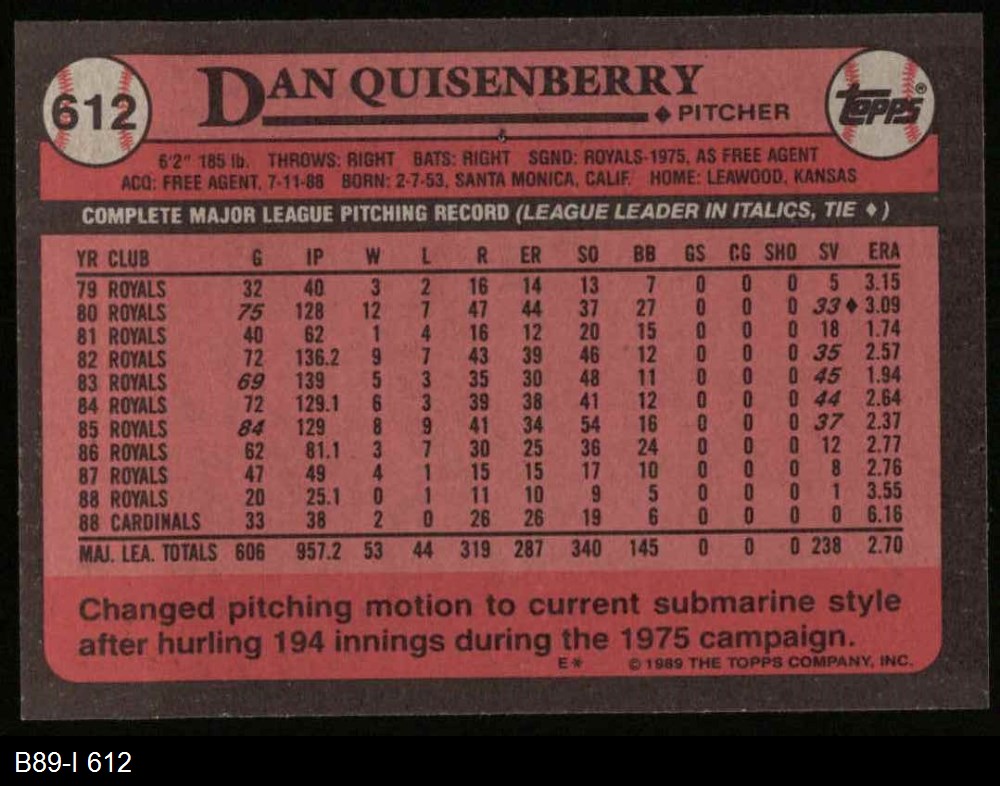 612
DAN QUISENBERRY
♦ PITCHER
Topps®
6'2" 185 lb. THROWS: RIGHT BATS: RIGHT SGND: ROYALS-1975, AS FREE AGENT
ACQ: FREE AGENT, 7-11-88 BORN: 2-7-53, SANTA MONICA, CALIF. HOME: LEAWOOD, KANSAS
COMPLETE MAJOR LEAGUE PITCHING RECORD (LEAGUE LEADER IN ITALICS, TIE ♦)
YR CLUB G IP W L R ER SO BB GS CG SHO SV ERA
79 ROYALS 32 40 3 2 16 14 13 7 0 0 0 5 3.15
80 ROYALS 75 128 12 7 47 44 37 27 0 0 0 33♦ 3.09
81 ROYALS 40 62 1 4 16 12 20 15 0 0 0 18 1.74
82 ROYALS 72 136.2 9 7 43 39 46 12 0 0 0 35 2.57
83 ROYALS 69 139 5 3 35 30 48 11 0 0 0 45 1.94
84 ROYALS 72 129.1 6 3 39 38 41 12 0 0 0 44 2.64
85 ROYALS 84 129 8 9 41 34 54 16 0 0 0 37 2.37
86 ROYALS 62 81.1 3 7 30 25 36 24 0 0 0 12 2.77
87 ROYALS 47 49 4 1 15 15 17 10 0 0 0 8 2.76
88 ROYALS 20 25.1 0 1 11 10 9 5 0 0 0 1 3.55
88 CARDINALS 33 38 2 0 26 26 19 6 0 0 0 0 6.16
MAJ. LEA. TOTALS 606 957.2 53 44 319 287 340 145 0 0 0 238 2.70
Changed pitching motion to current submarine style
after hurling 194 innings during the 1975 campaign.
E* © 1989 THE TOPPS COMPANY, INC.
B89-I 612